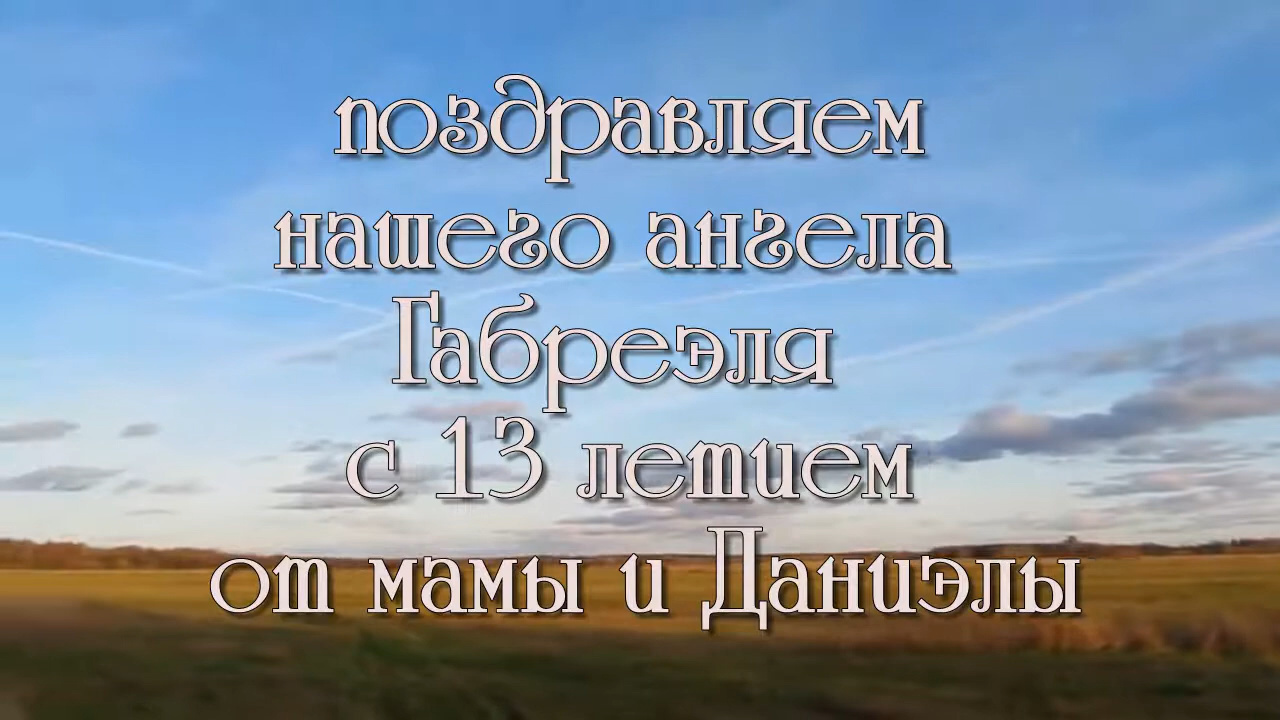 поздравляем
нашего ангела
Габреэля
с 13 летием
от мамы и Даниэлы